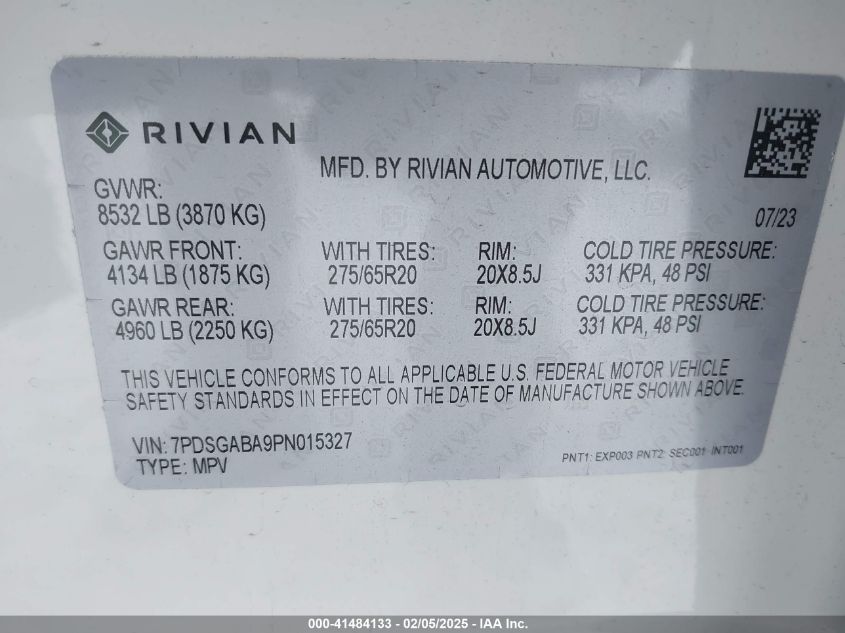 RIVIAN
MFD. BY RIVIAN AUTOMOTIVE, LLC.
GVWR:
8532 LB (3870 KG)
07/23
GAWR FRONT: WITH TIRES: RIM: COLD TIRE PRESSURE:
4134 LB (1875 KG) 275/65R20 20X8.5J 331 KPA, 48 PSI
GAWR REAR: WITH TIRES: RIM: COLD TIRE PRESSURE:
4960 LB (2250 KG) 275/65R20 20X8.5J 331 KPA, 48 PSI
THIS VEHICLE CONFORMS TO ALL APPLICABLE U.S. FEDERAL MOTOR VEHICLE
SAFETY STANDARDS IN EFFECT ON THE DATE OF MANUFACTURE SHOWN ABOVE.
VIN: 7PDSGABA9PN015327
TYPE: MPV
PNT1: EXP003 PNT2: SEC001 INT001
000-41484133 - 02/05/2025 - IAA Inc.